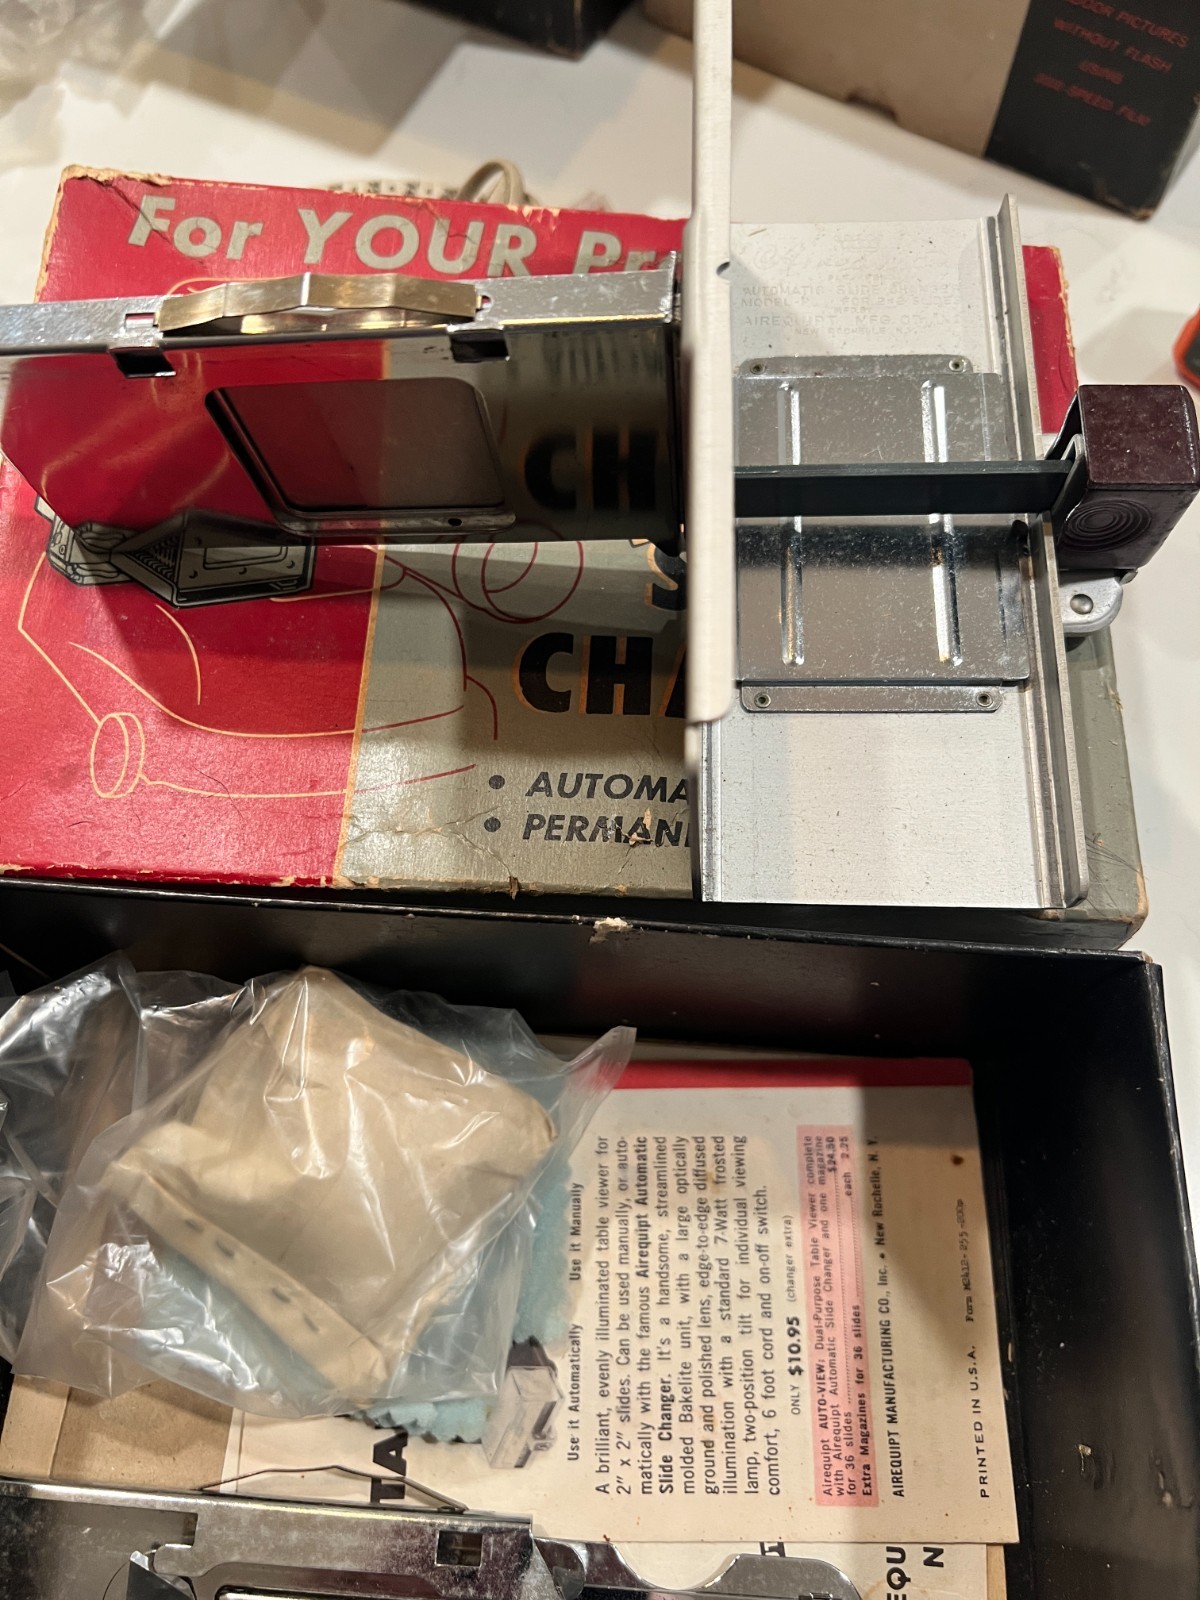 DOOR PICTURES
WITHOUT FLASH
USING
SPEED FILM
For YOUR Pr
AUTOMATIC SLIDE
MODEL
AIREQUIPT MFG. CO.
NEW ROCHELLE, N.Y.
CH
S
CHA
• AUTOMA
• PERMAN
Use it Automatically Use it Manually
A brilliant, evenly illuminated table viewer for
2" x 2" slides. Can be used manually, or auto-
matically with the famous Airequipt Automatic
Slide Changer. It's a handsome, streamlined
molded Bakelite unit, with a large optically
ground and polished lens, edge-to-edge diffused
illumination with a standard 7-Watt frosted
lamp, two-position tilt for individual viewing
comfort, 6 foot cord and on-off switch.
ONLY $10.95 (changer extra)
Airequipt AUTO-VIEW: Dual-Purpose Table Viewer complete
with Airequipt Automatic Slide Changer and one magazine
for 36 slides ........ $24.50
Extra Magazines for 36 slides ........ each 2.25
AIREQUIPT MANUFACTURING CO., Inc. • New Rochelle, N. Y.
PRINTED IN U.S.A.
TA
EQU
N